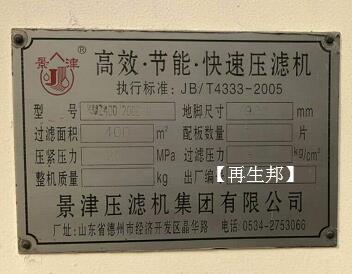 景津®
高效·节能·快速压滤机
执行标准：JB/T4333-2005
型号 地脚尺寸 mm
过滤面积 400 m² 配板数量 片
压紧压力 MPa 过滤压力 kg/cm²
整机质量 kg 出厂编
【再生邦】
景津压滤机集团有限公司
厂址：山东省德州市经济开发区晶华路 电话：0534-2753066